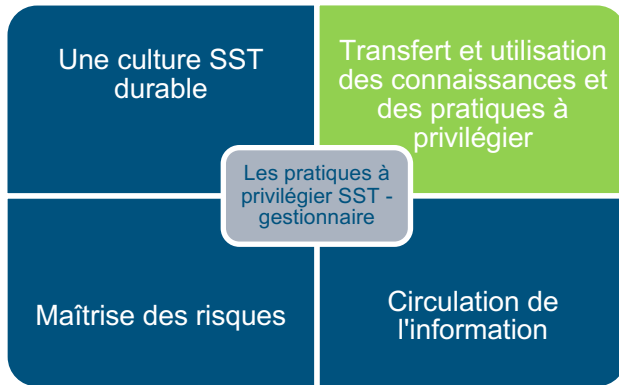 Une culture SST
durable
Transfert et utilisation
des connaissances et
des pratiques à
privilégier
Les pratiques à
privilégier SST -
gestionnaire
Maîtrise des risques
Circulation de
l'information